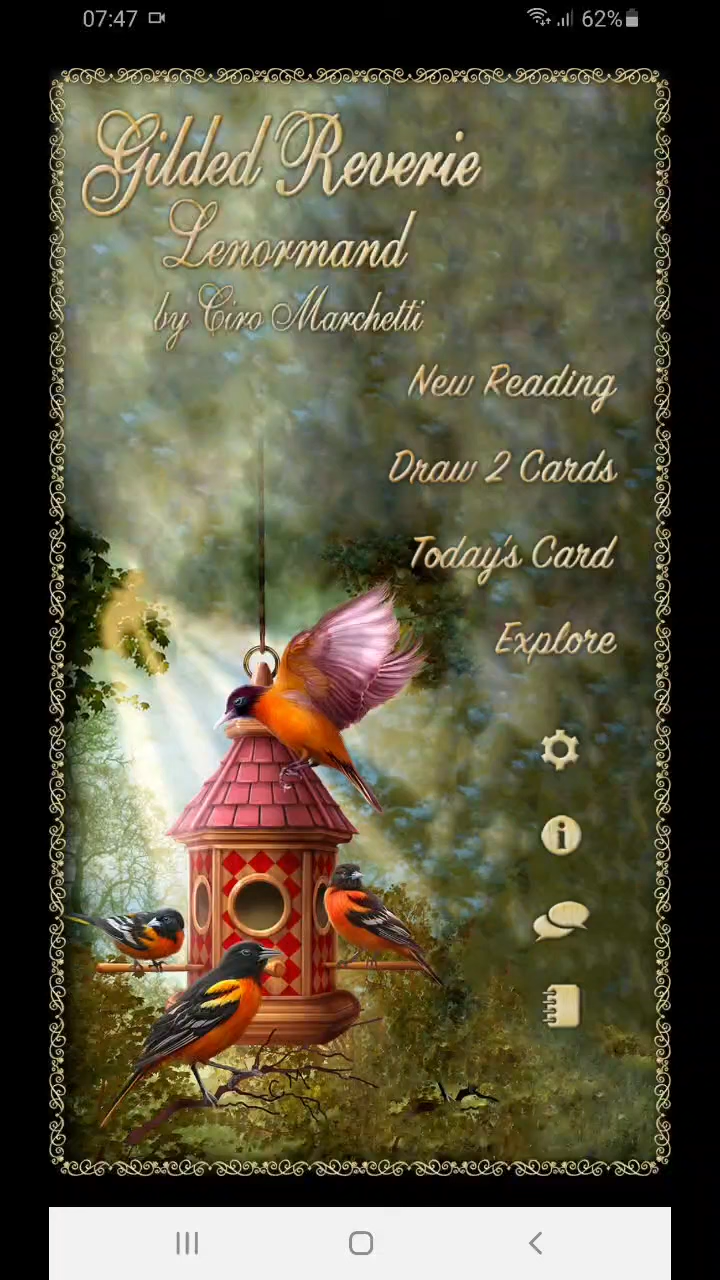 07:47
62%
Gilded Reverie
Lenormand
by Ciro Marchetti
New Reading
Draw 2 Cards
Today's Card
Explore